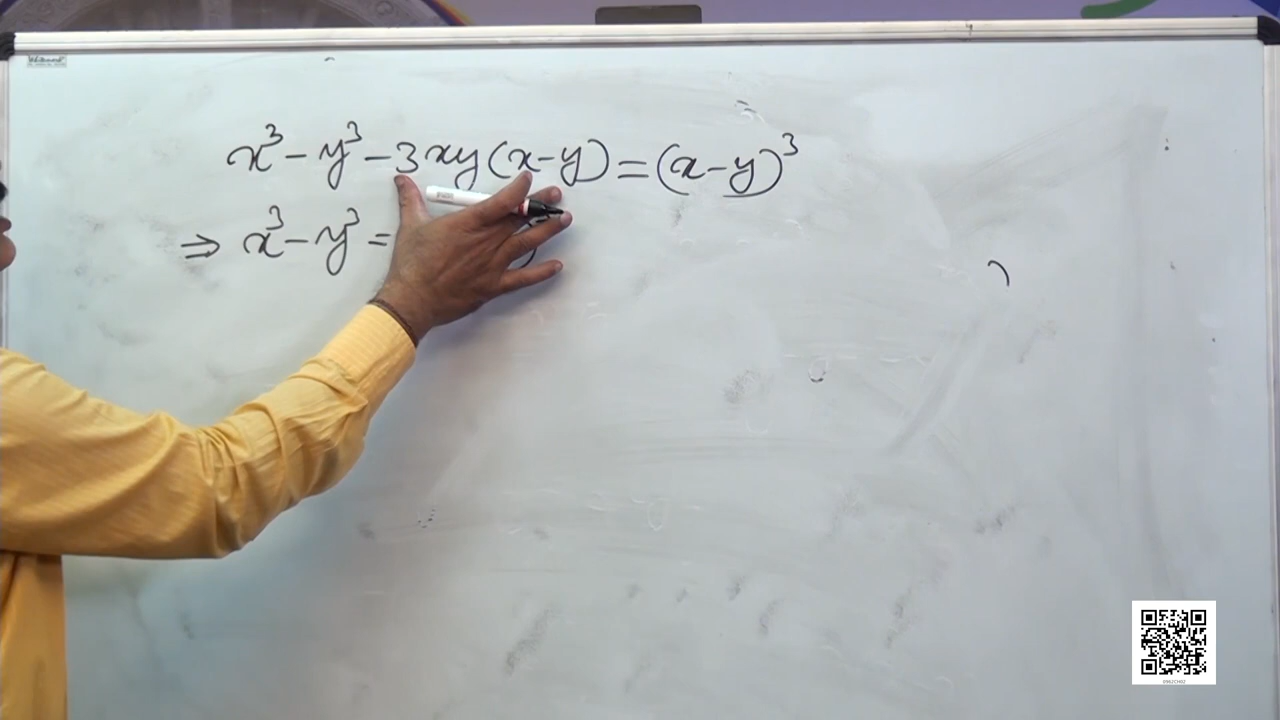 x³ - y³ - 3xy(x-y) = (x-y)³
⇒ x³ - y³ =